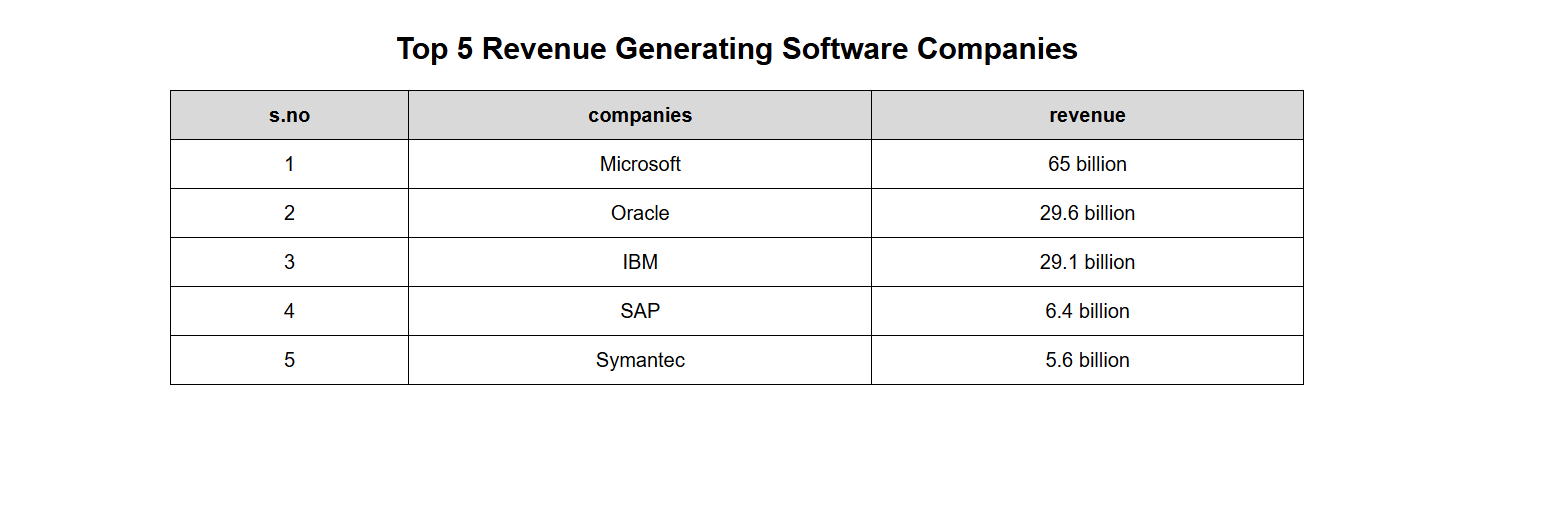 Top 5 Revenue Generating Software Companies
s.no companies revenue
1 Microsoft 65 billion
2 Oracle 29.6 billion
3 IBM 29.1 billion
4 SAP 6.4 billion
5 Symantec 5.6 billion